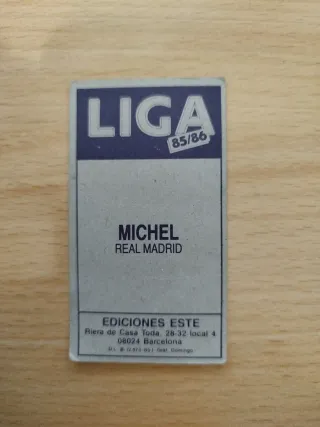 LIGA
85/86
MICHEL
REAL MADRID
EDICIONES ESTE
Riera de Casa Toda, 28-32 local 4
08024 Barcelona